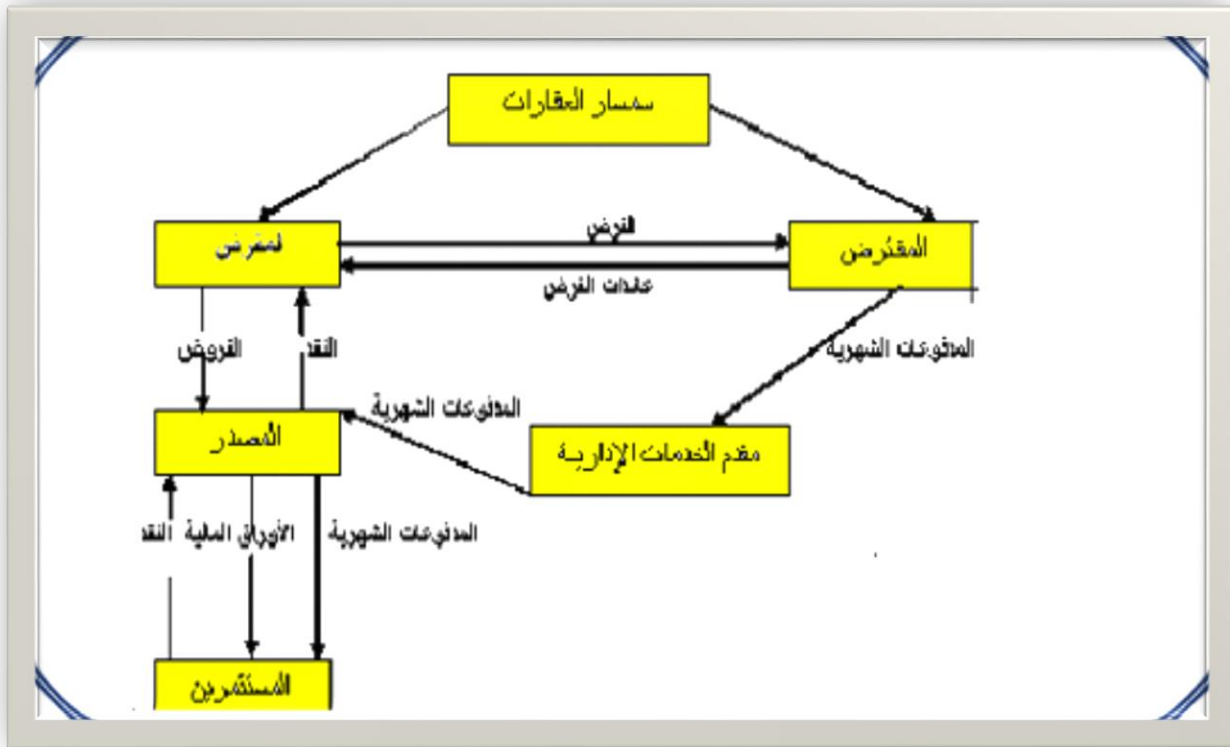 سمسار العقارات
المقترض
لمقرض
القرض
عائدات القرض
المدفوعات الشهرية
النقد
القروض
المدفوعات الشهرية
المصدر
مقدم الخدمات الإدارية
المدفوعات الشهرية
الأوراق المالية
النقد
المستثمرين